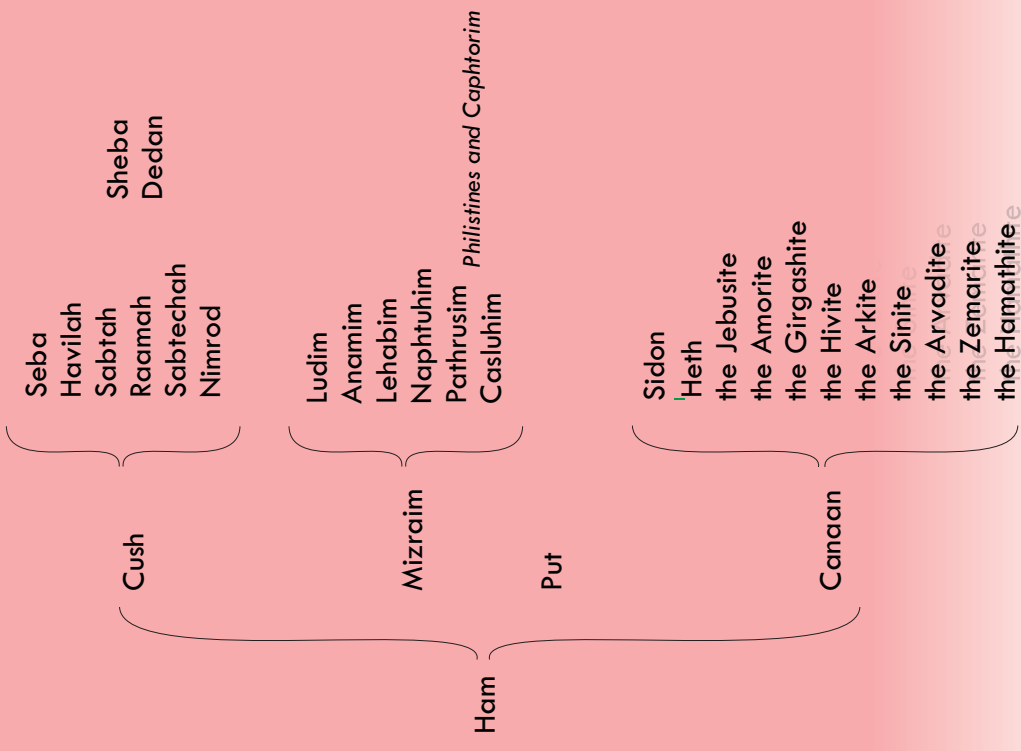 Ham
Cush
Seba
Havilah
Sabtah
Raamah
Sabtechah
Nimrod
Sheba
Dedan
Mizraim
Ludim
Anamim
Lehabim
Naphtuhim
Pathrusim
Casluhim
Philistines and Caphtorim
Put
Canaan
Sidon
Heth
the Jebusite
the Amorite
the Girgashite
the Hivite
the Arkite
the Sinite
the Avadite
the Zemarite
the Hamathite